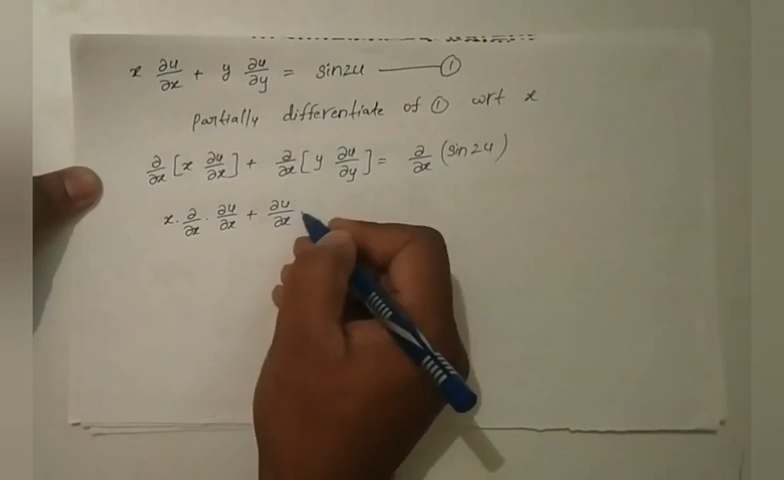 x ∂u/∂x + y ∂u/∂y = sin2u ——— ①
partially differentiate of ① wrt x
∂/∂x [x ∂u/∂x] + ∂/∂x [y ∂u/∂y] = ∂/∂x (sin2u)
x · ∂/∂x · ∂u/∂x + ∂u/∂x